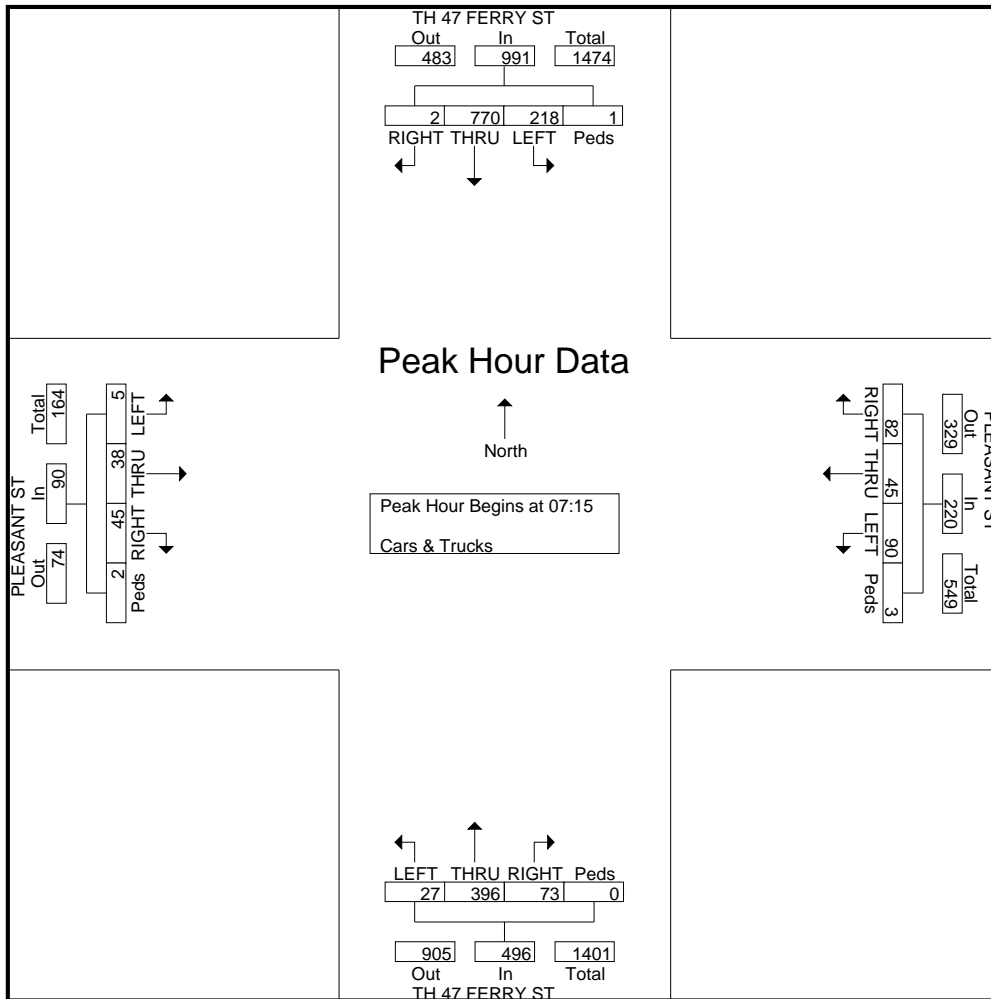 TH 47 FERRY ST
Out In Total
483 991 1474
2 770 218 1
RIGHT THRU LEFT Peds
Peak Hour Data
North
Peak Hour Begins at 07:15
Cars & Trucks
PLEASANT ST
Out In Total
74 90 164
5 38 45 2
LEFT THRU RIGHT Peds
PLEASANT ST
Out In Total
329 220 549
82 45 90 3
RIGHT THRU LEFT Peds
LEFT THRU RIGHT Peds
27 396 73 0
905 496 1401
Out In Total
TH 47 FERRY ST